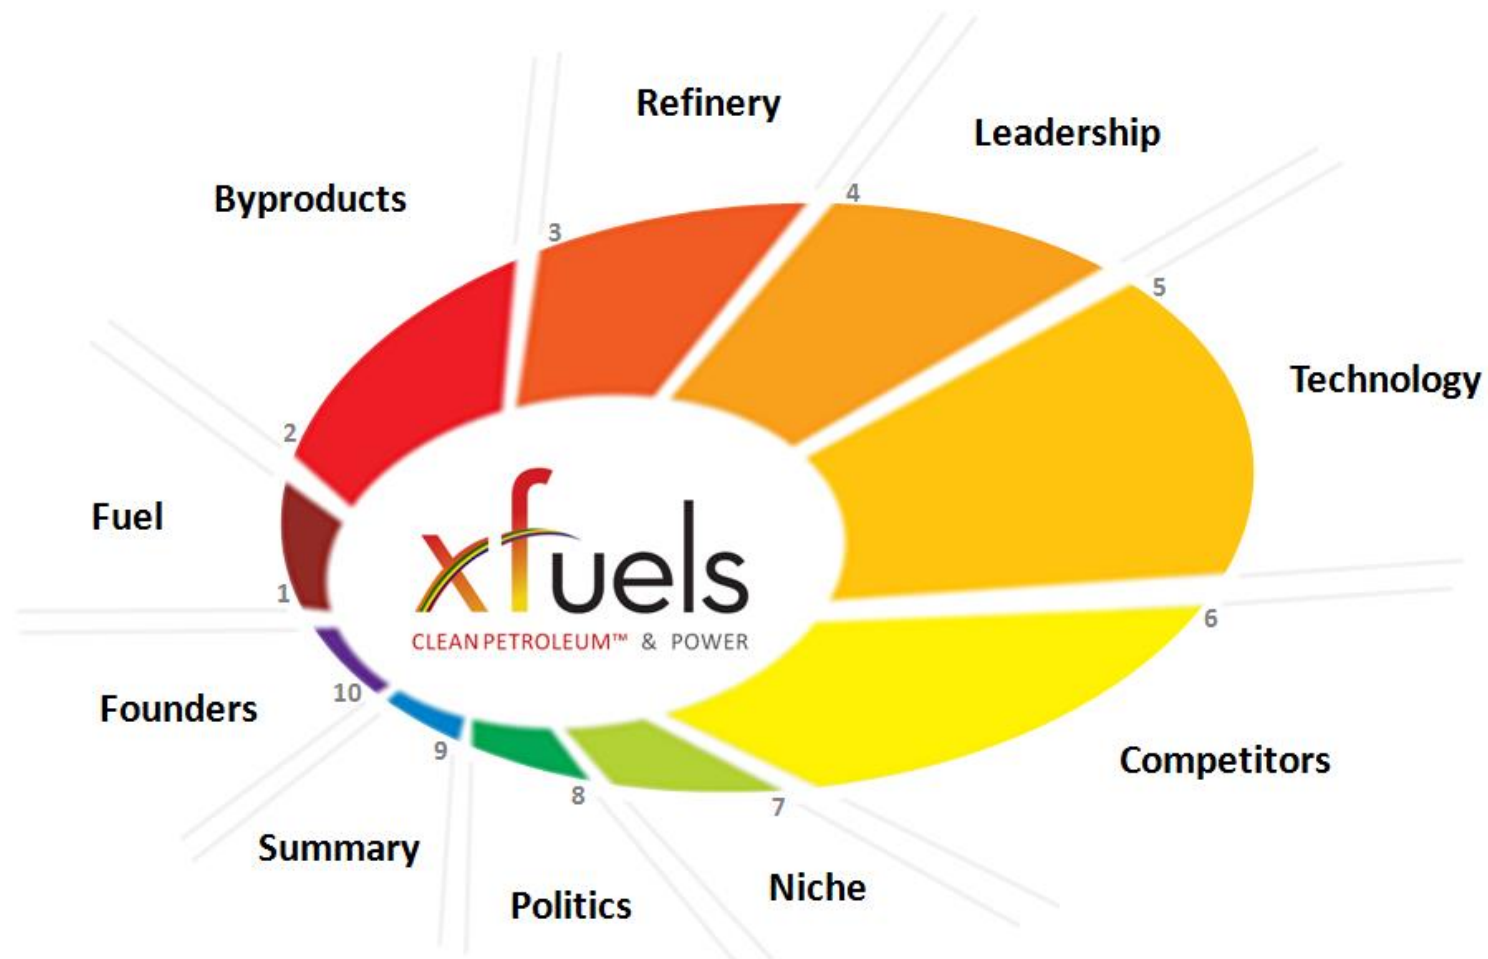 Refinery
4
Leadership
Byproducts
3
5
Technology
2
Fuel
1
xfuels
CLEAN PETROLEUM™ & POWER
6
Founders
10
9
Competitors
8
7
Summary
Niche
Politics